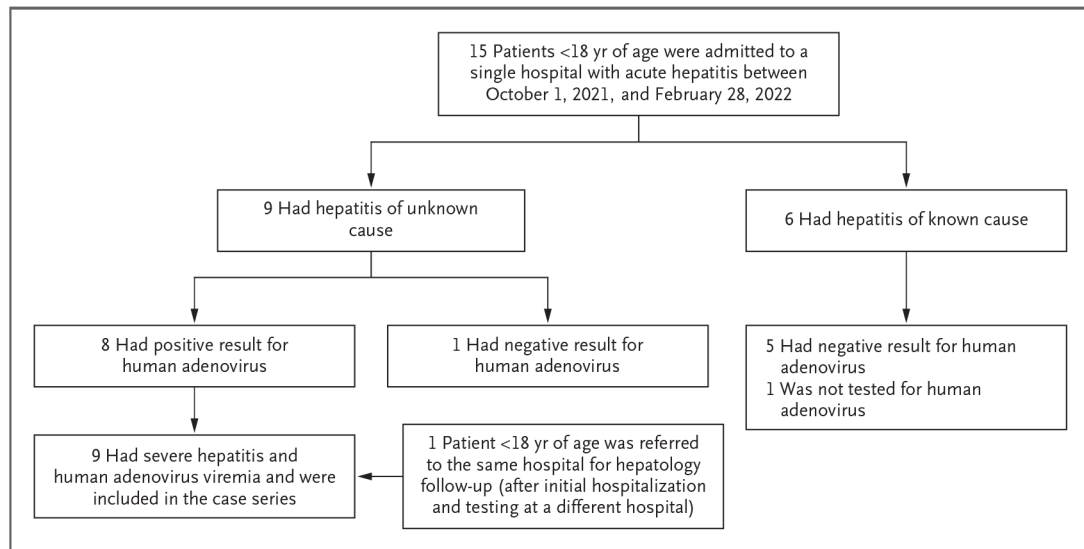 15 Patients <18 yr of age were admitted to a
single hospital with acute hepatitis between
October 1, 2021, and February 28, 2022
9 Had hepatitis of unknown
cause
6 Had hepatitis of known cause
8 Had positive result for
human adenovirus
1 Had negative result for
human adenovirus
5 Had negative result for human
adenovirus
1 Was not tested for human
adenovirus
9 Had severe hepatitis and
human adenovirus viremia and were
included in the case series
1 Patient <18 yr of age was referred
to the same hospital for hepatology
follow-up (after initial hospitalization
and testing at a different hospital)